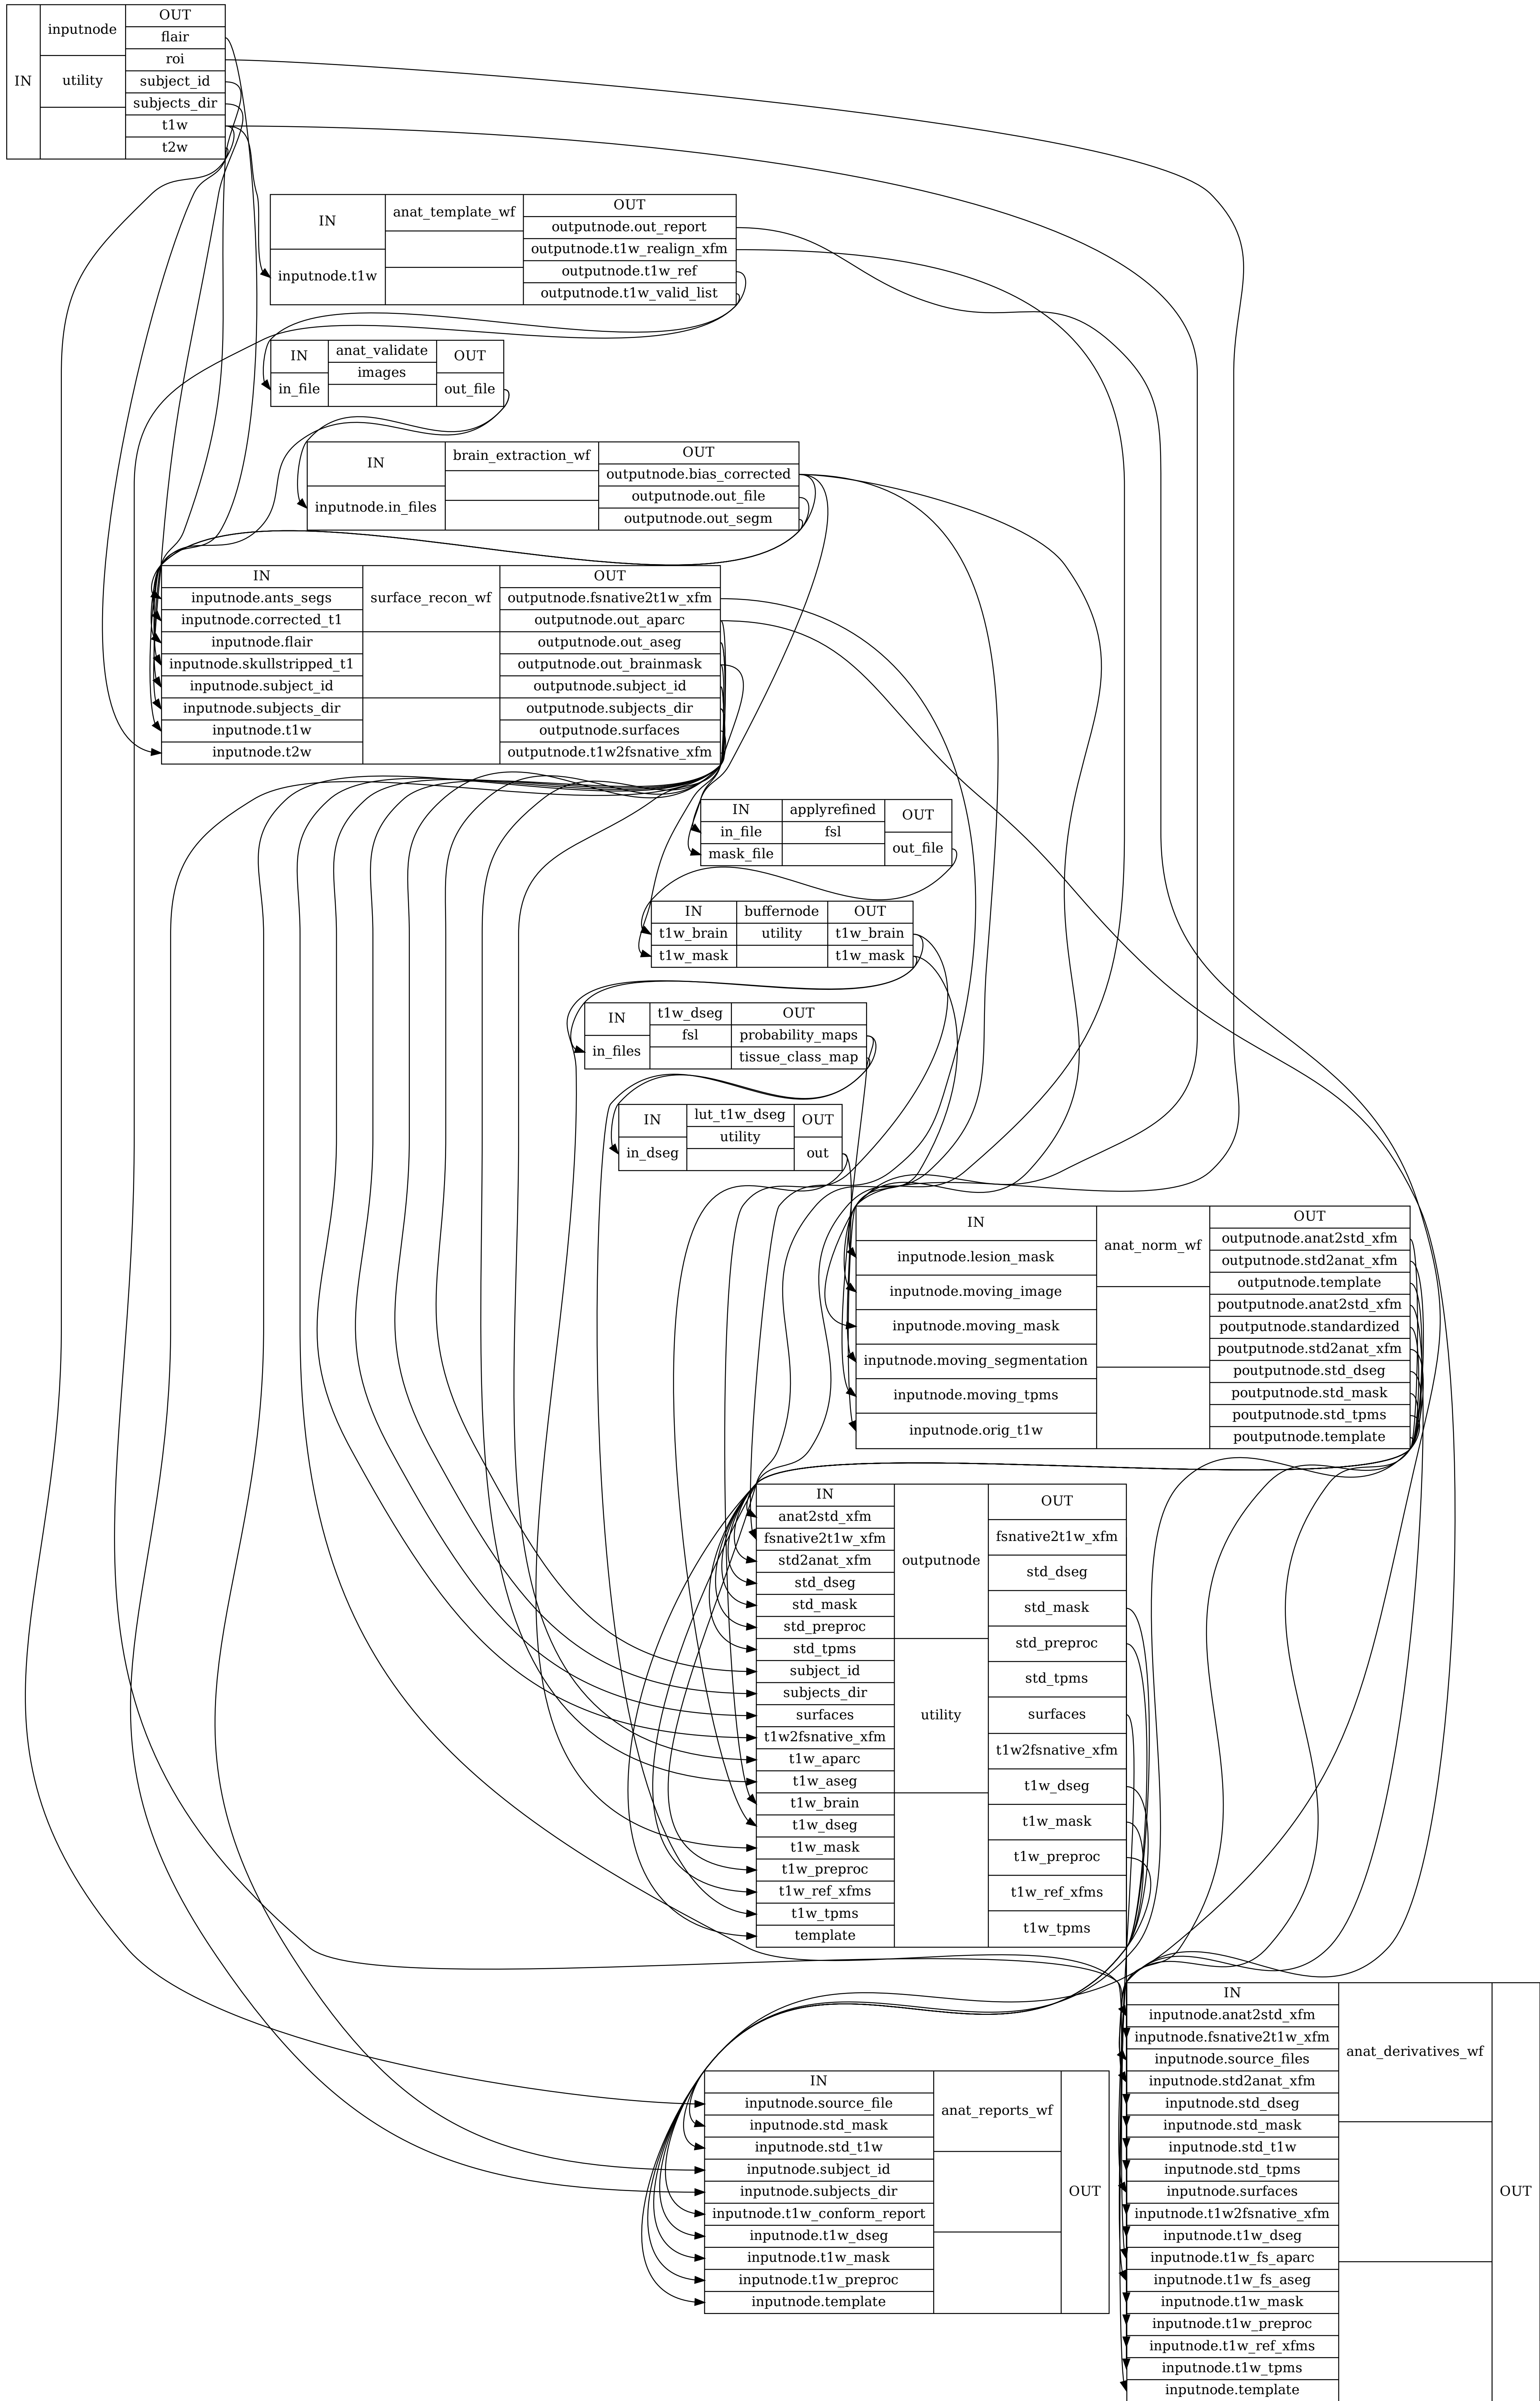 OUT
inputnode
flair
roi
IN
utility
subject_id
subjects_dir
t1w
t2w
IN
anat_template_wf
OUT
outputnode.out_report
outputnode.t1w_realign_xfm
inputnode.t1w
outputnode.t1w_ref
outputnode.t1w_valid_list
IN
anat_validate
OUT
images
in_file
out_file
IN
brain_extraction_wf
OUT
outputnode.bias_corrected
inputnode.in_files
outputnode.out_file
outputnode.out_segm
IN
inputnode.ants_segs
inputnode.corrected_t1
inputnode.flair
inputnode.skullstripped_t1
inputnode.subject_id
inputnode.subjects_dir
inputnode.t1w
inputnode.t2w
surface_recon_wf
OUT
outputnode.fsnative2t1w_xfm
outputnode.out_aparc
outputnode.out_aseg
outputnode.out_brainmask
outputnode.subject_id
outputnode.subjects_dir
outputnode.surfaces
outputnode.t1w2fsnative_xfm
IN
in_file
mask_file
applyrefined
fsl
OUT
out_file
IN
t1w_brain
t1w_mask
buffernode
utility
OUT
t1w_brain
t1w_mask
IN
in_files
t1w_dseg
fsl
OUT
probability_maps
tissue_class_map
IN
in_dseg
lut_t1w_dseg
utility
OUT
out
IN
inputnode.lesion_mask
inputnode.moving_image
inputnode.moving_mask
inputnode.moving_segmentation
inputnode.moving_tpms
inputnode.orig_t1w
anat_norm_wf
OUT
outputnode.anat2std_xfm
outputnode.std2anat_xfm
outputnode.template
poutputnode.anat2std_xfm
poutputnode.standardized
poutputnode.std2anat_xfm
poutputnode.std_dseg
poutputnode.std_mask
poutputnode.std_tpms
poutputnode.template
IN
anat2std_xfm
fsnative2t1w_xfm
std2anat_xfm
std_dseg
std_mask
std_preproc
std_tpms
subject_id
subjects_dir
surfaces
t1w2fsnative_xfm
t1w_aparc
t1w_aseg
t1w_brain
t1w_dseg
t1w_mask
t1w_preproc
t1w_ref_xfms
t1w_tpms
template
outputnode
utility
OUT
fsnative2t1w_xfm
std_dseg
std_mask
std_preproc
std_tpms
surfaces
t1w2fsnative_xfm
t1w_dseg
t1w_mask
t1w_preproc
t1w_ref_xfms
t1w_tpms
IN
inputnode.source_file
inputnode.std_mask
inputnode.std_t1w
inputnode.subject_id
inputnode.subjects_dir
inputnode.t1w_conform_report
inputnode.t1w_dseg
inputnode.t1w_mask
inputnode.t1w_preproc
inputnode.template
anat_reports_wf
OUT
IN
inputnode.anat2std_xfm
inputnode.fsnative2t1w_xfm
inputnode.source_files
inputnode.std2anat_xfm
inputnode.std_dseg
inputnode.std_mask
inputnode.std_t1w
inputnode.std_tpms
inputnode.surfaces
inputnode.t1w2fsnative_xfm
inputnode.t1w_dseg
inputnode.t1w_fs_aparc
inputnode.t1w_fs_aseg
inputnode.t1w_mask
inputnode.t1w_preproc
inputnode.t1w_ref_xfms
inputnode.t1w_tpms
inputnode.template
anat_derivatives_wf
OUT